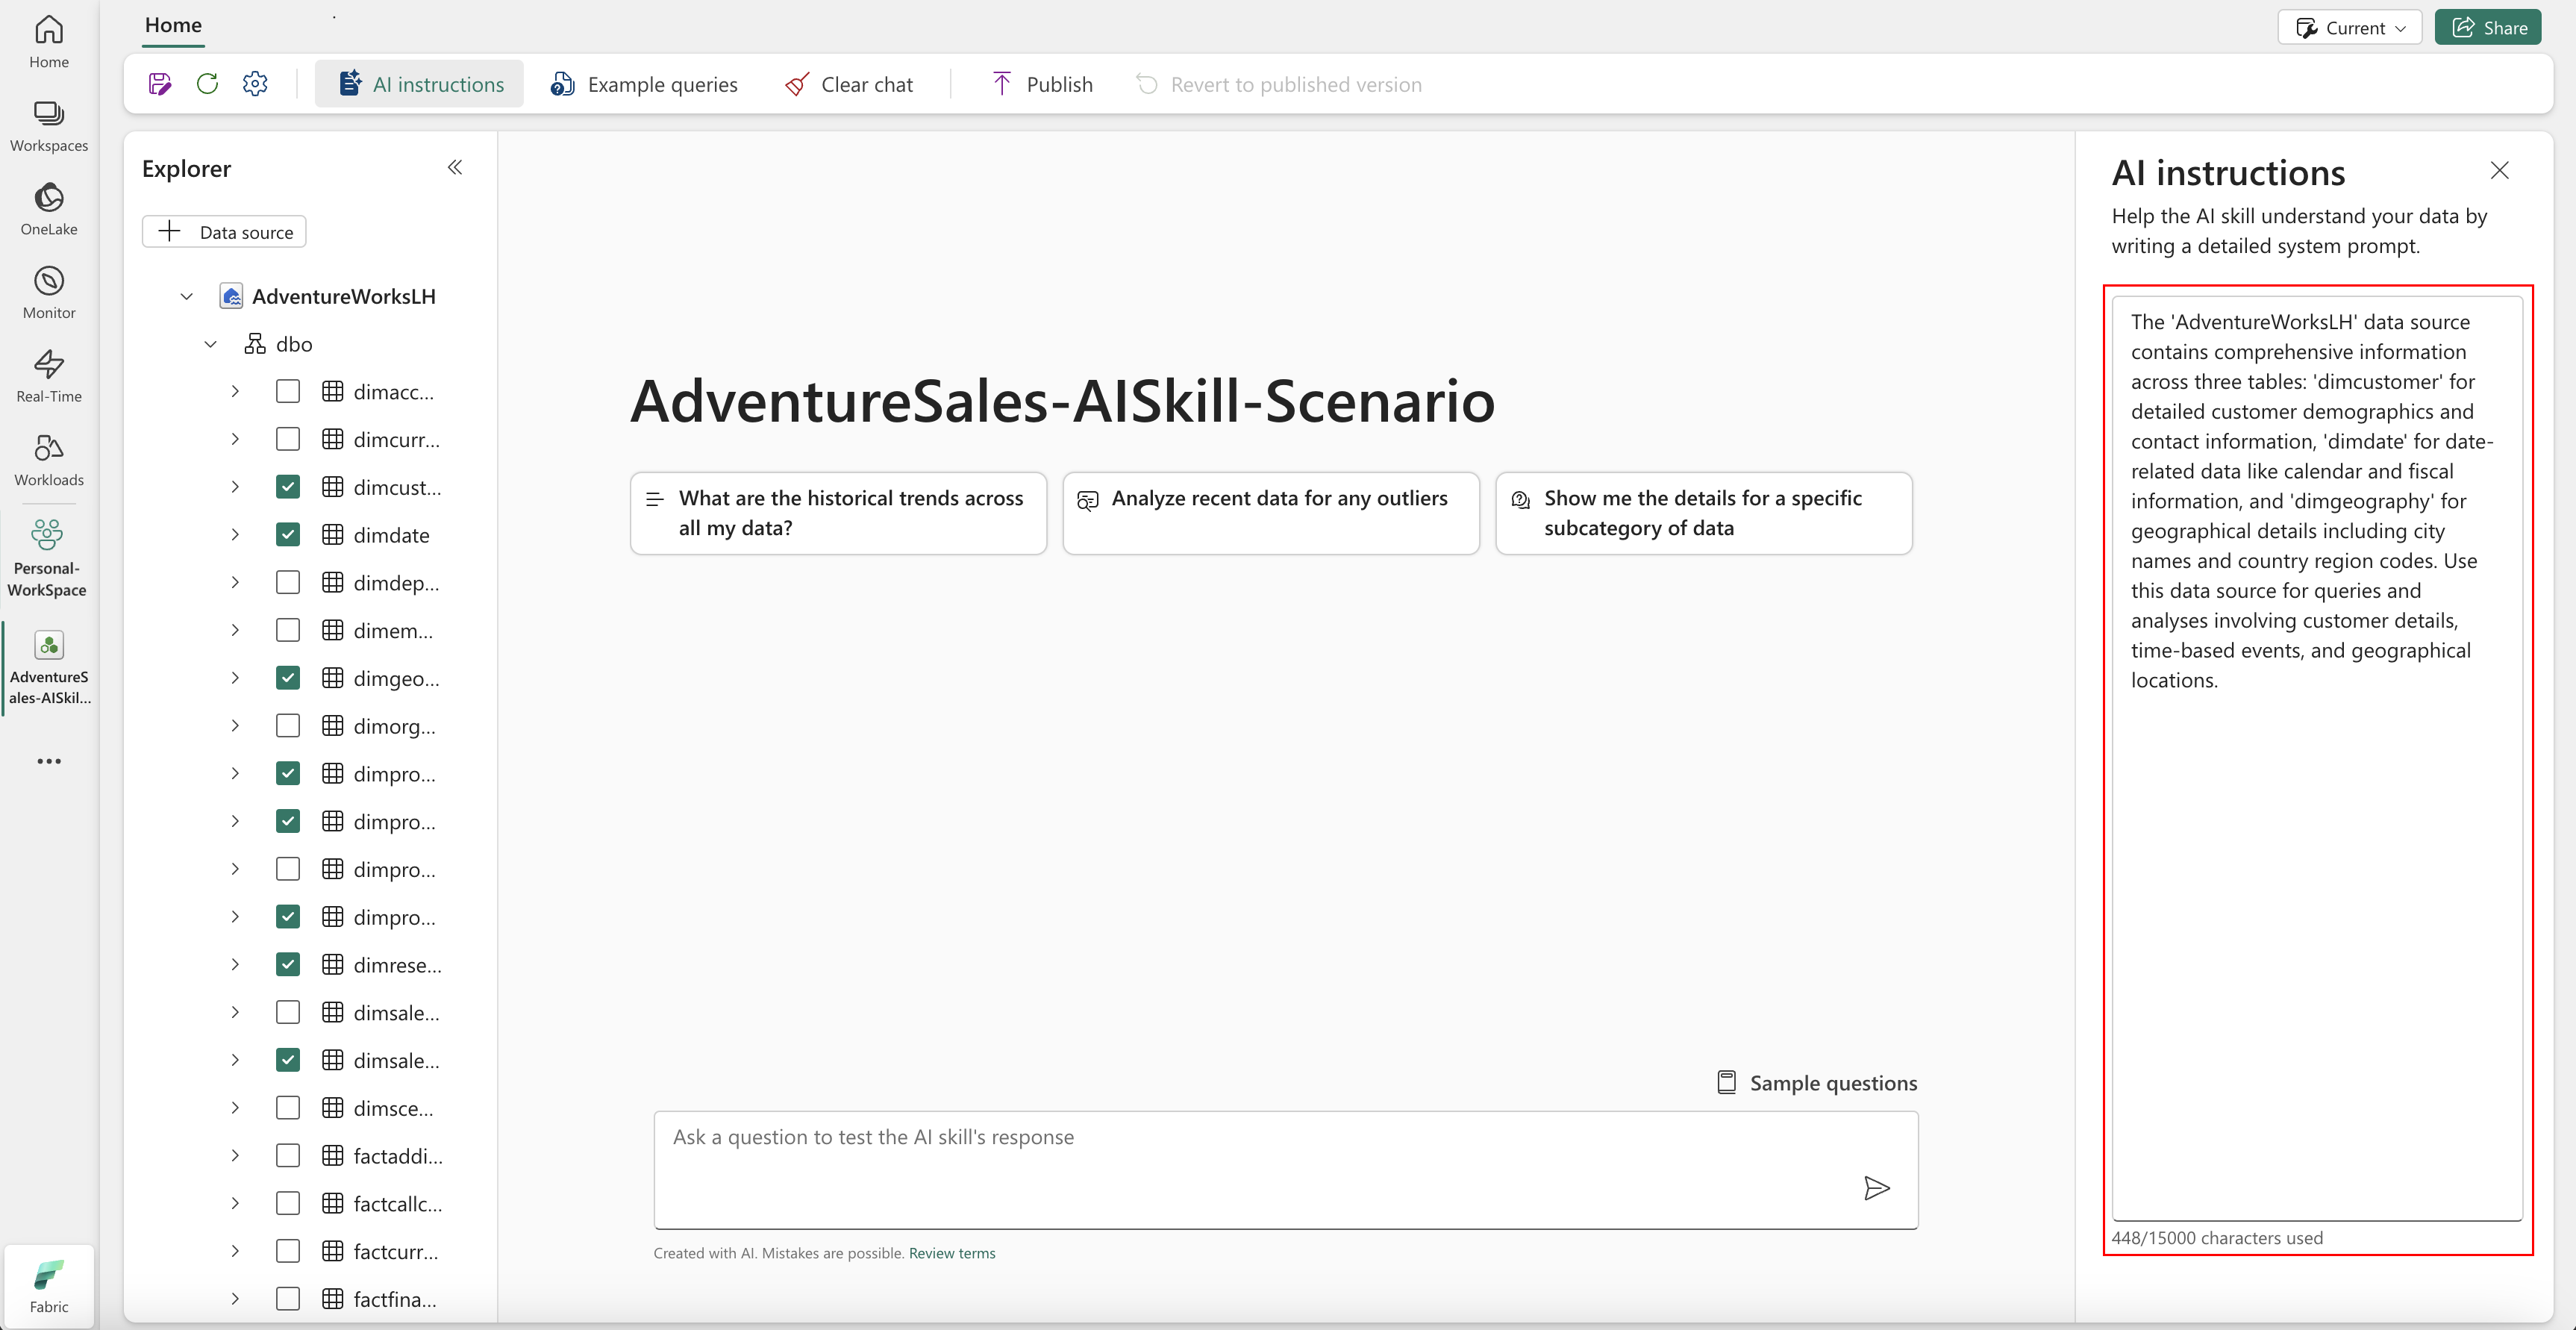 Home
Workspaces
OneLake
Monitor
Real-Time
Workloads
Personal-
WorkSpace
AdventureS
ales-AISkil...
Fabric
Home
Current
Share
AI instructions
Example queries
Clear chat
Publish
Revert to published version
Explorer
Data source
AdventureWorksLH
dbo
dimacc...
dimcurr...
dimcust...
dimdate
dimdep...
dimem...
dimgeo...
dimorg...
dimpro...
dimpro...
dimpro...
dimpro...
dimrese...
dimsale...
dimsale...
dimsce...
factaddi...
factcallc...
factcurr...
factfina...
AdventureSales-AISkill-Scenario
What are the historical trends across
all my data?
Analyze recent data for any outliers
Show me the details for a specific
subcategory of data
Sample questions
Ask a question to test the AI skill's response
Created with AI. Mistakes are possible. Review terms
AI instructions
Help the AI skill understand your data by
writing a detailed system prompt.
The 'AdventureWorksLH' data source
contains comprehensive information
across three tables: 'dimcustomer' for
detailed customer demographics and
contact information, 'dimdate' for date-
related data like calendar and fiscal
information, and 'dimgeography' for
geographical details including city
names and country region codes. Use
this data source for queries and
analyses involving customer details,
time-based events, and geographical
locations.
448/15000 characters used